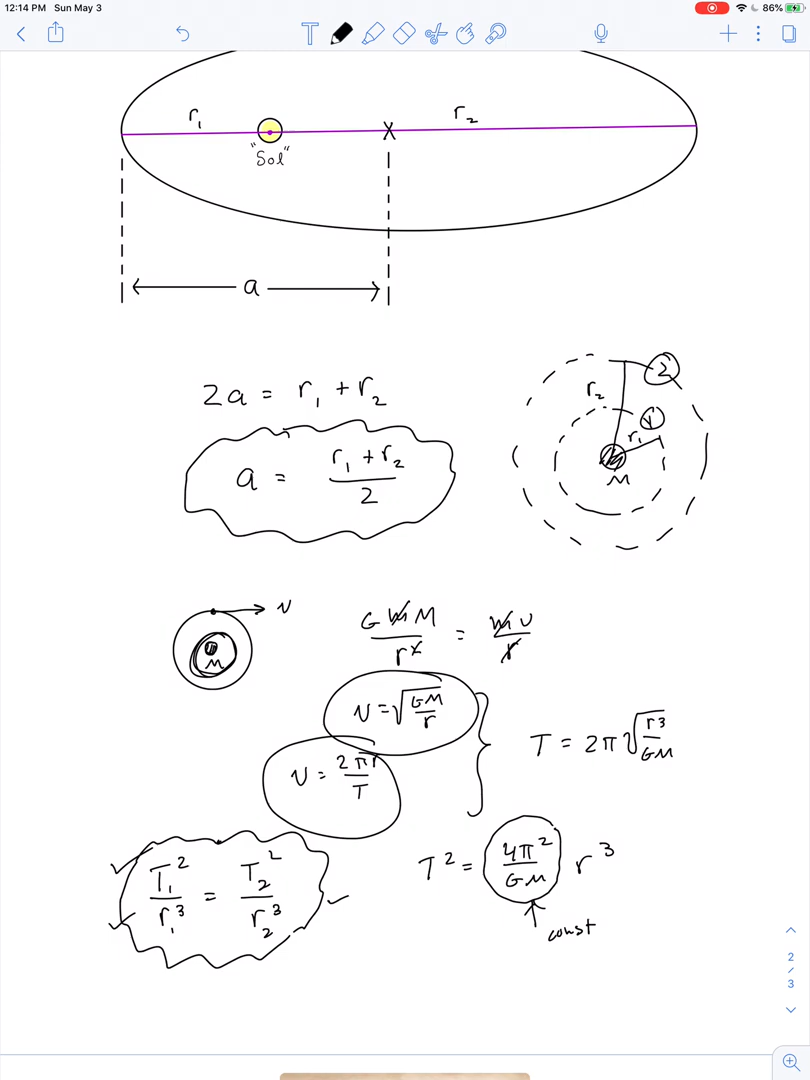 12:14 PM Sun May 3
86%
T
r₁
r₂
"Sol"
X
a
2a = r₁ + r₂
a = (r₁ + r₂)/2
2
r₂
1
r₁
M
v
M
GmM/r² = mv/r
v = √(GM/r)
v = 2πr/T
T = 2π√(r³/GM)
T₁²/r₁³ = T₂²/r₂³
T² = (4π²/GM) r³
const
2
/
3